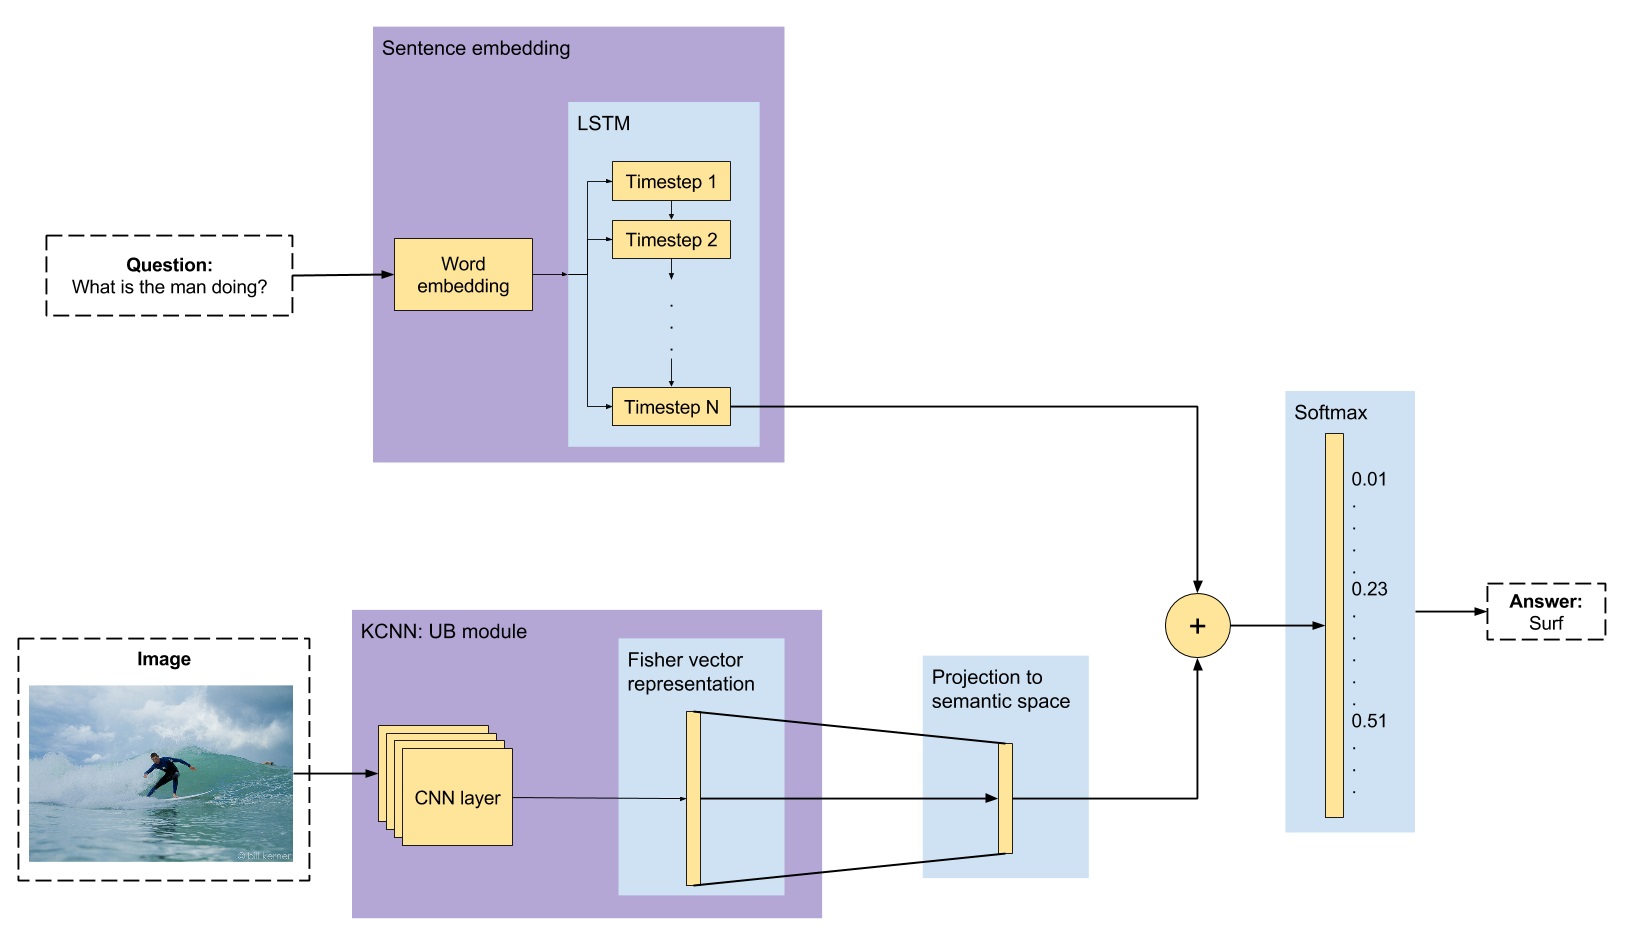 Sentence embedding
LSTM
Timestep 1
Timestep 2
.
.
.
Timestep N
Word
embedding
Question:
What is the man doing?
Softmax
0.01
.
.
.
.
0.23
.
.
.
.
.
0.51
.
.
.
+
Answer:
Surf
KCNN: UB module
Image
© bill kerner
CNN layer
Fisher vector
representation
Projection to
semantic space